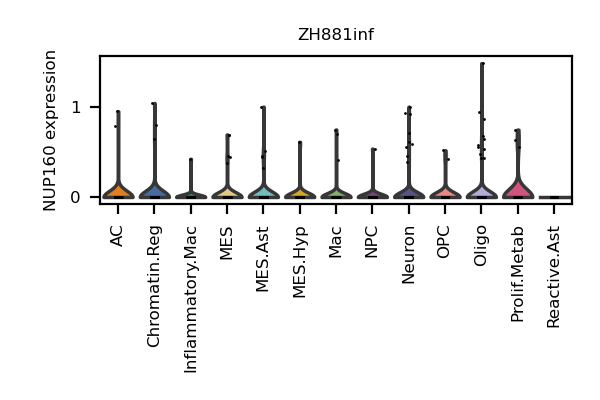 ZH881inf
NUP160 expression
1
0
AC
Chromatin.Reg
Inflammatory.Mac
MES
MES.Ast
MES.Hyp
Mac
NPC
Neuron
OPC
Oligo
Prolif.Metab
Reactive.Ast